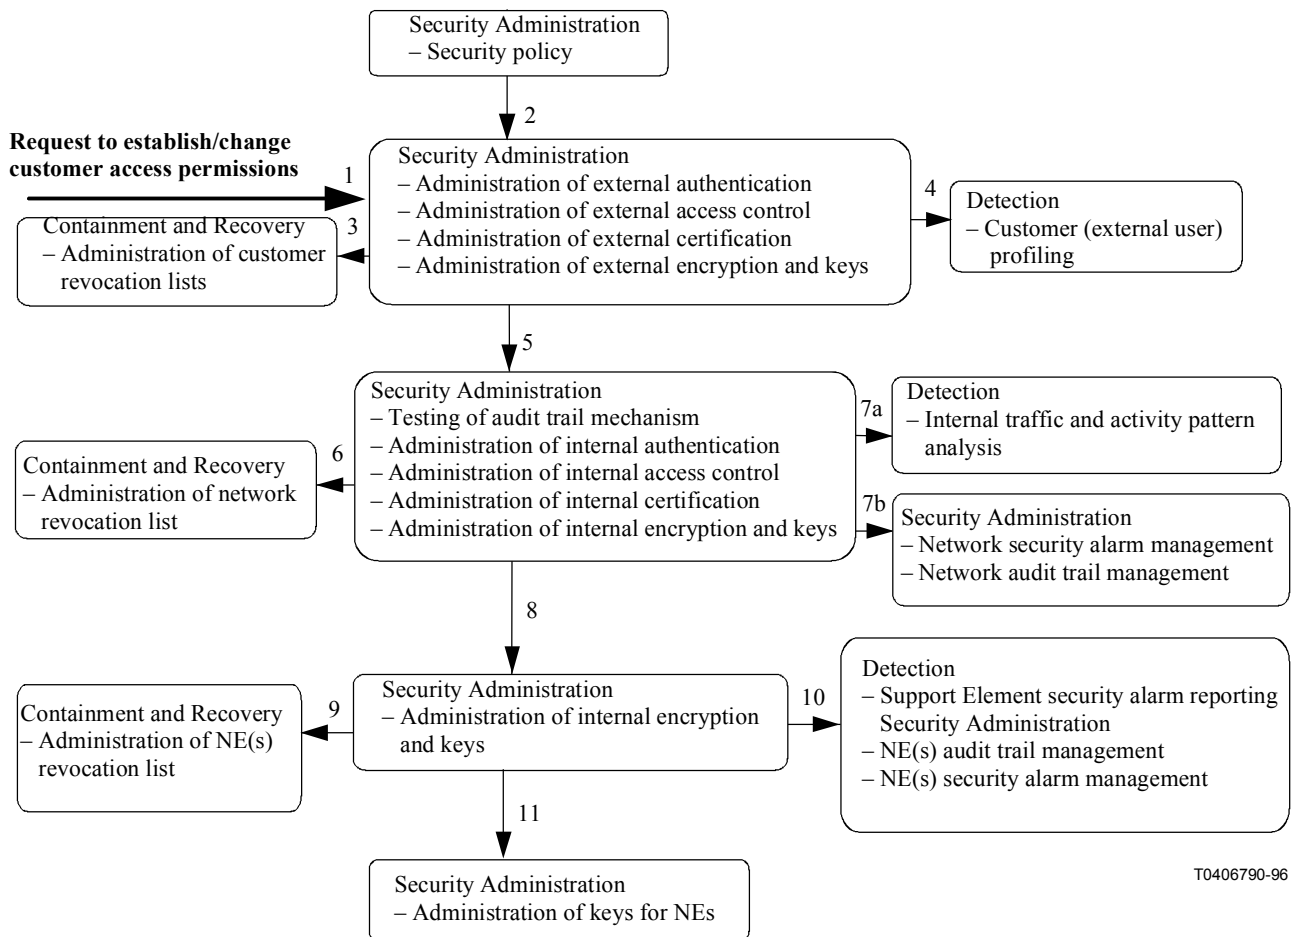 Security Administration
– Security policy
2
Request to establish/change
customer access permissions
1
Security Administration
– Administration of external authentication
– Administration of external access control
– Administration of external certification
– Administration of external encryption and keys
4
Detection
– Customer (external user)
profiling
3
Containment and Recovery
– Administration of customer
revocation lists
5
Security Administration
– Testing of audit trail mechanism
– Administration of internal authentication
– Administration of internal access control
– Administration of internal certification
– Administration of internal encryption and keys
7a
Detection
– Internal traffic and activity pattern
analysis
6
Containment and Recovery
– Administration of network
revocation list
7b
Security Administration
– Network security alarm management
– Network audit trail management
8
Security Administration
– Administration of internal encryption
and keys
9
Containment and Recovery
– Administration of NE(s)
revocation list
10
Detection
– Support Element security alarm reporting
Security Administration
– NE(s) audit trail management
– NE(s) security alarm management
11
Security Administration
– Administration of keys for NEs
T0406790-96